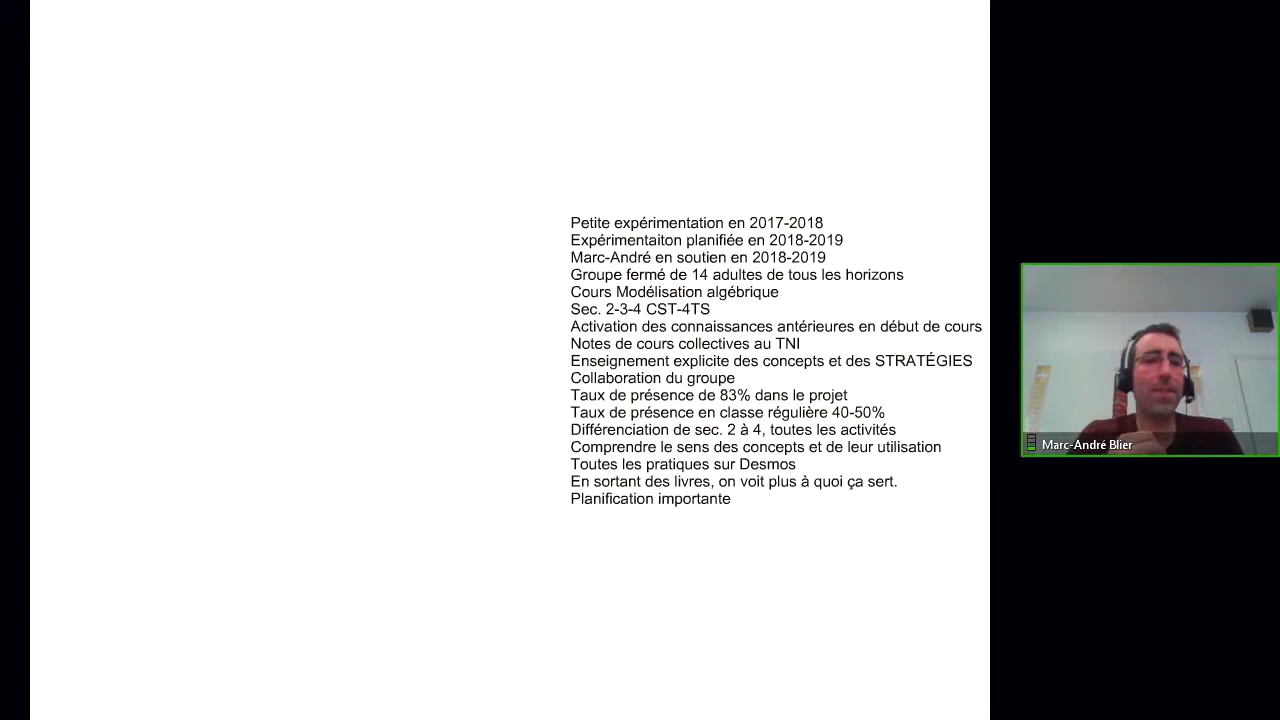 Petite expérimentation en 2017-2018
Expérimentaiton planifiée en 2018-2019
Marc-André en soutien en 2018-2019
Groupe fermé de 14 adultes de tous les horizons
Cours Modélisation algébrique
Sec. 2-3-4 CST-4TS
Activation des connaissances antérieures en début de cours
Notes de cours collectives au TNI
Enseignement explicite des concepts et des STRATÉGIES
Collaboration du groupe
Taux de présence de 83% dans le projet
Taux de présence en classe régulière 40-50%
Différenciation de sec. 2 à 4, toutes les activités
Comprendre le sens des concepts et de leur utilisation
Toutes les pratiques sur Desmos
En sortant des livres, on voit plus à quoi ça sert.
Planification importante
Marc-André Blier